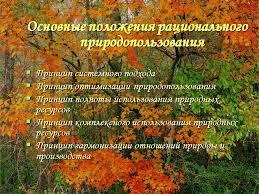 Основные положения рационального
природопользования
Принцип системного подхода
Принцип оптимизации природопользования
Принцип полноты использования природных
ресурсов
Принцип комплексного использования природных
ресурсов
Принцип гармонизации отношений природы и
производства